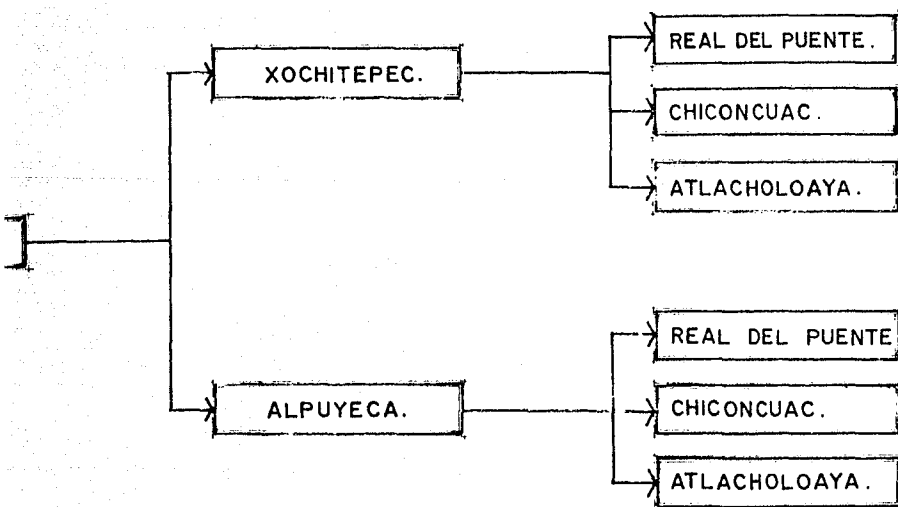 XOCHITEPEC.
REAL DEL PUENTE.
CHICONCUAC.
ATLACHOLOAYA.
ALPUYECA.
REAL DEL PUENTE
CHICONCUAC.
ATLACHOLOAYA.